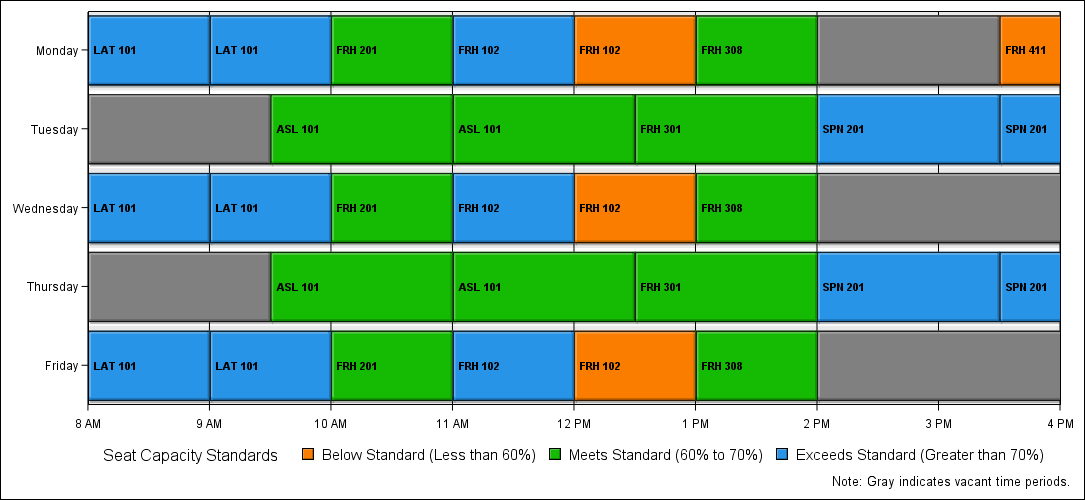 Monday LAT 101 LAT 101 FRH 201 FRH 102 FRH 102 FRH 308 FRH 411
Tuesday ASL 101 ASL 101 FRH 301 SPN 201 SPN 201
Wednesday LAT 101 LAT 101 FRH 201 FRH 102 FRH 102 FRH 308
Thursday ASL 101 ASL 101 FRH 301 SPN 201 SPN 201
Friday LAT 101 LAT 101 FRH 201 FRH 102 FRH 102 FRH 308
8 AM 9 AM 10 AM 11 AM 12 PM 1 PM 2 PM 3 PM 4 PM
Seat Capacity Standards Below Standard (Less than 60%) Meets Standard (60% to 70%) Exceeds Standard (Greater than 70%)
Note: Gray indicates vacant time periods.